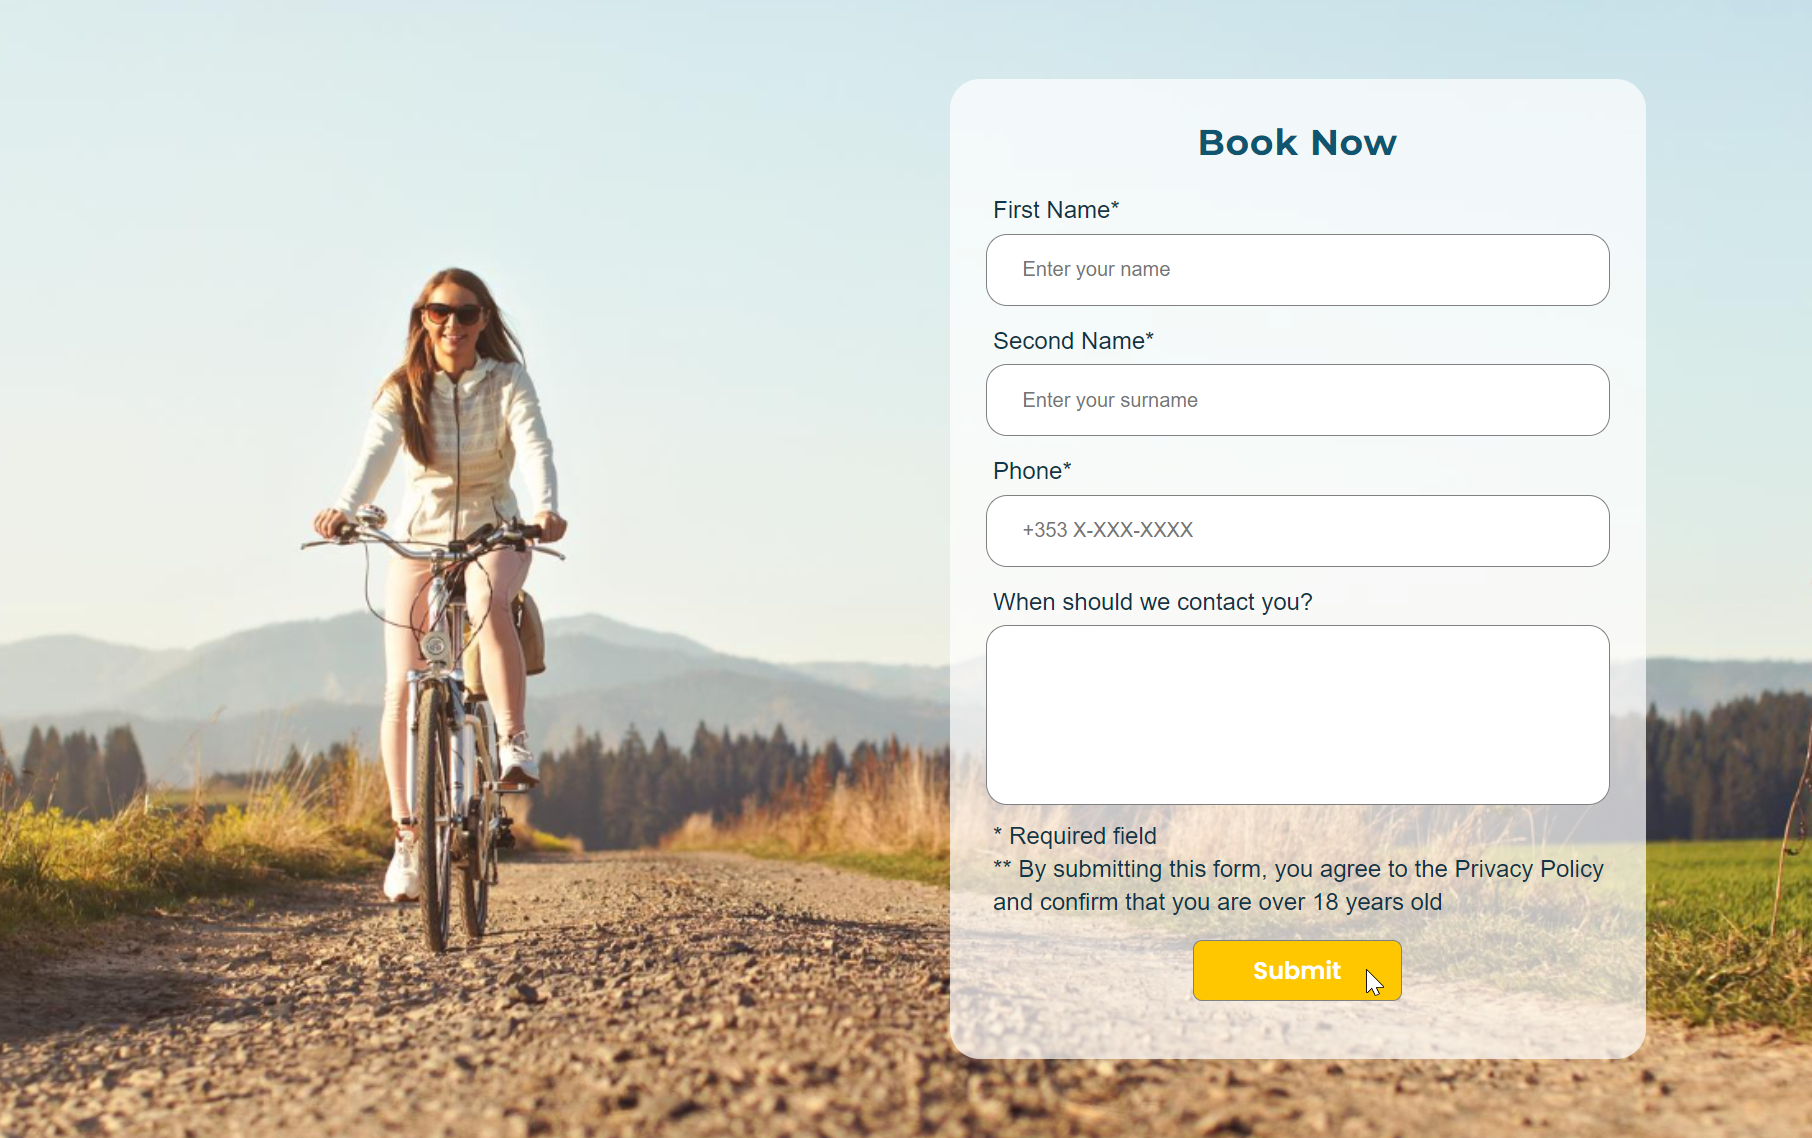 Book Now
First Name*
Enter your name
Second Name*
Enter your surname
Phone*
+353 X-XXX-XXXX
When should we contact you?
* Required field
** By submitting this form, you agree to the Privacy Policy
and confirm that you are over 18 years old
Submit